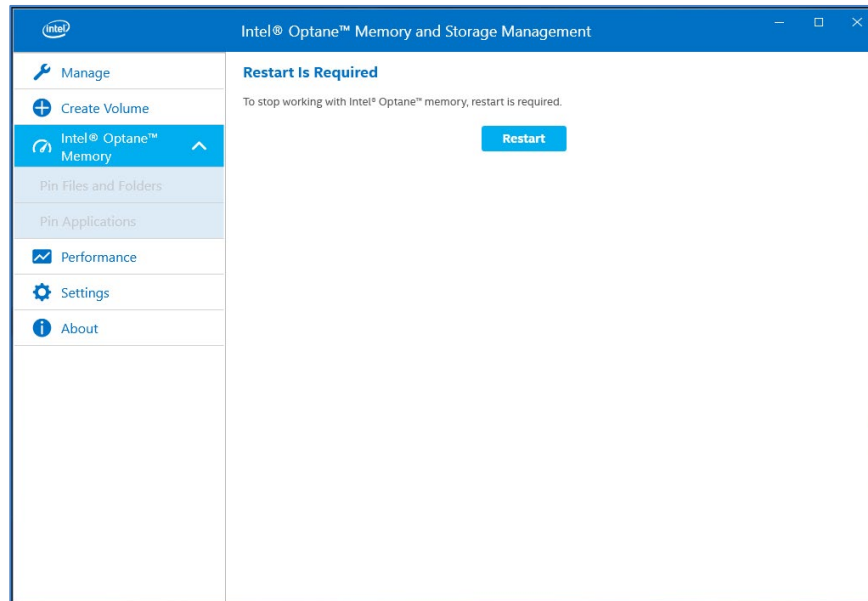 intel
Intel® Optane™ Memory and Storage Management
Manage
Create Volume
Intel® Optane™
Memory
Pin Files and Folders
Pin Applications
Performance
Settings
About
Restart Is Required
To stop working with Intel® Optane™ memory, restart is required.
Restart